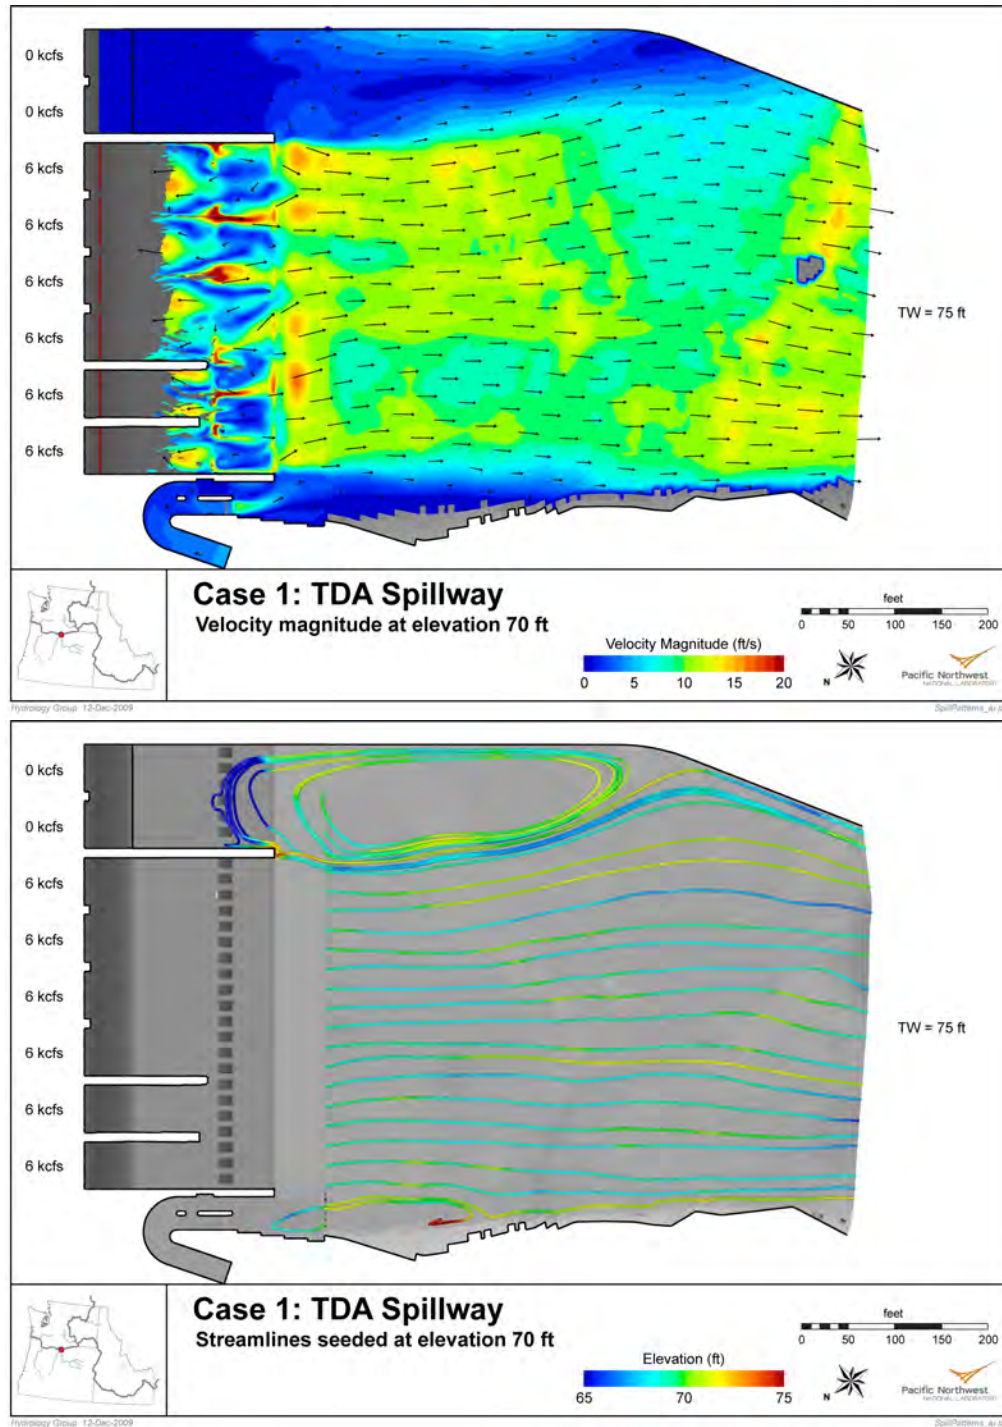 0 kcfs
0 kcfs
6 kcfs
6 kcfs
6 kcfs
6 kcfs
6 kcfs
6 kcfs
TW = 75 ft
Case 1: TDA Spillway
Velocity magnitude at elevation 70 ft
Velocity Magnitude (ft/s)
0 5 10 15 20
feet
0 50 100 150 200
N
Pacific Northwest
NATIONAL LABORATORY
Hydrology Group 12-Dec-2009
0 kcfs
0 kcfs
6 kcfs
6 kcfs
6 kcfs
6 kcfs
6 kcfs
6 kcfs
TW = 75 ft
Case 1: TDA Spillway
Streamlines seeded at elevation 70 ft
Elevation (ft)
65 70 75
feet
0 50 100 150 200
N
Pacific Northwest
NATIONAL LABORATORY
Hydrology Group 12-Dec-2009